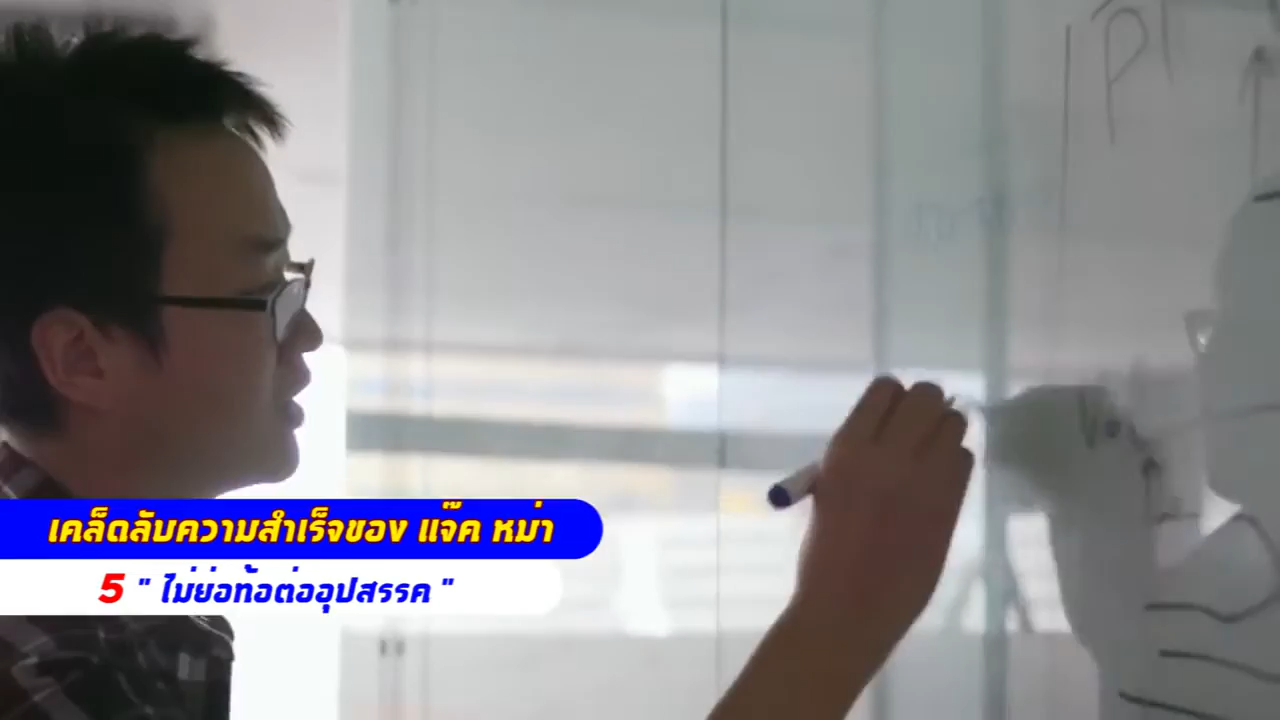 เคล็ดลับความสำเร็จของ แจ๊ค หม่า
5 " ไม่ย่อท้อต่ออุปสรรค "